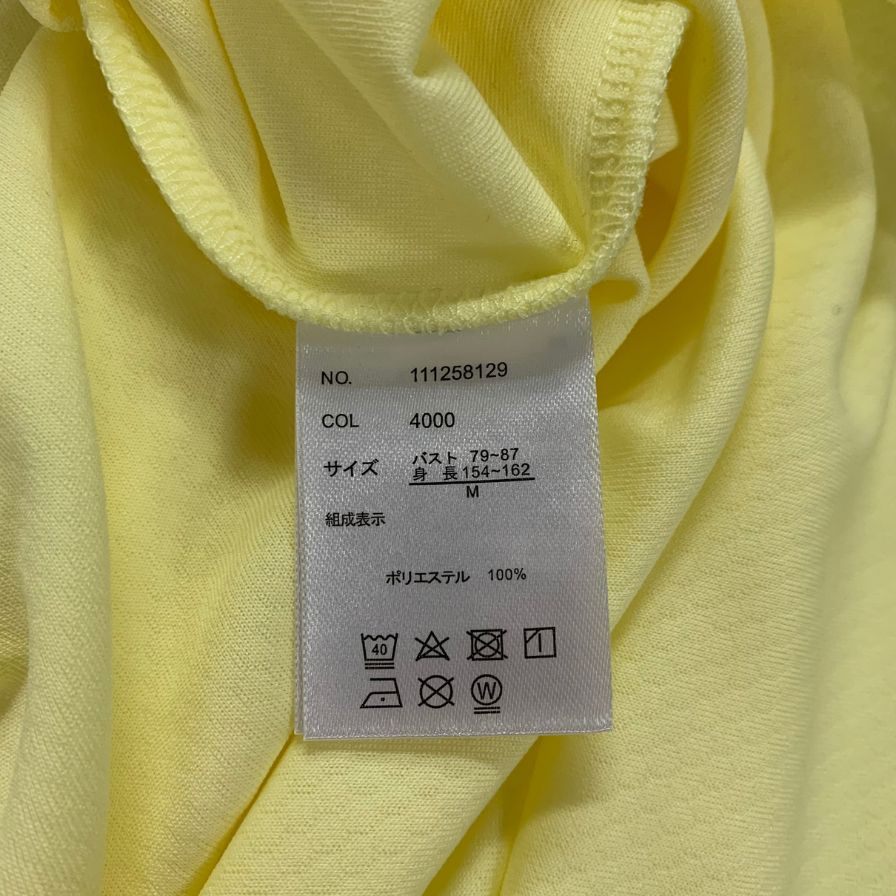 NO. 111258129
COL 4000
サイズ バスト 79~87
身 長 154~162
M
組成表示
ポリエステル 100%
40
W